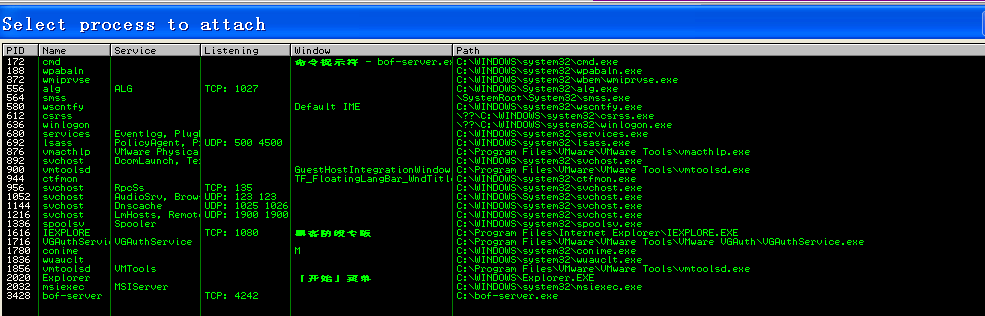 Select process to attach
PID Name Service Listening Window Path
172 cmd 命令提示符 - bof-server.e C:\WINDOWS\system32\cmd.exe
188 wpabaln C:\WINDOWS\system32\wpabaln.exe
372 wmiprvse C:\WINDOWS\system32\wbem\wmiprvse.exe
556 alg ALG TCP: 1027 C:\WINDOWS\System32\alg.exe
564 smss \SystemRoot\System32\smss.exe
580 wscntfy Default IME C:\WINDOWS\system32\wscntfy.exe
612 csrss \??\C:\WINDOWS\system32\csrss.exe
636 winlogon \??\C:\WINDOWS\system32\winlogon.exe
680 services Eventlog, Plug C:\WINDOWS\system32\services.exe
692 lsass PolicyAgent, P UDP: 500 4500 C:\WINDOWS\system32\lsass.exe
876 vmacthlp VMware Physica C:\Program Files\VMware\VMware Tools\vmacthlp.exe
892 svchost DcomLaunch, Te C:\WINDOWS\system32\svchost.exe
900 vmtoolsd GuestHostIntegrationWindow C:\Program Files\VMware\VMware Tools\vmtoolsd.exe
944 ctfmon TF_FloatingLangBar_WndTitl C:\WINDOWS\system32\ctfmon.exe
956 svchost RpcSs TCP: 135 C:\WINDOWS\system32\svchost.exe
1052 svchost AudioSrv, Brow UDP: 123 123 C:\WINDOWS\System32\svchost.exe
1144 svchost Dnscache UDP: 1025 1026 C:\WINDOWS\system32\svchost.exe
1216 svchost LmHosts, Remot UDP: 1900 1900 C:\WINDOWS\system32\svchost.exe
1336 spoolsv Spooler C:\WINDOWS\system32\spoolsv.exe
1616 IEXPLORE TCP: 1080 黑客防线专版 C:\Program Files\Internet Explorer\IEXPLORE.EXE
1716 VGAuthServi VGAuthService C:\Program Files\VMware\VMware Tools\VMware VGAuth\VGAuthService.exe
1780 conime M C:\WINDOWS\system32\conime.exe
1836 wuauclt C:\WINDOWS\system32\wuauclt.exe
1856 vmtoolsd VMTools C:\Program Files\VMware\VMware Tools\vmtoolsd.exe
2020 Explorer 「开始」菜单 C:\WINDOWS\Explorer.EXE
2032 msiexec MSIServer C:\WINDOWS\system32\msiexec.exe
3428 bof-server TCP: 4242 C:\bof-server.exe